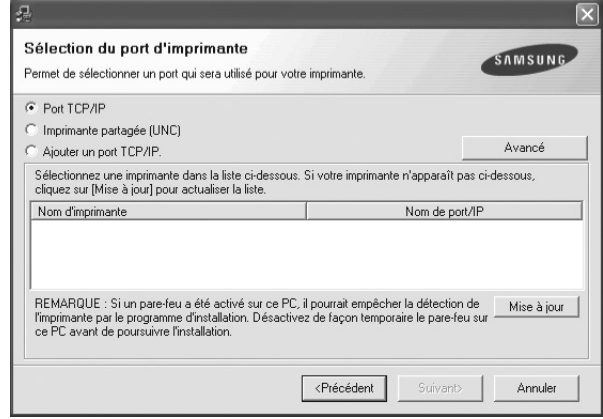 Sélection du port d'imprimante
Permet de sélectionner un port qui sera utilisé pour votre imprimante.
SAMSUNG
Port TCP/IP
Imprimante partagée (UNC)
Ajouter un port TCP/IP.
Avancé
Sélectionnez une imprimante dans la liste ci-dessous. Si votre imprimante n'apparaît pas ci-dessous,
cliquez sur [Mise à jour] pour actualiser la liste.
Nom d'imprimante Nom de port/IP
REMARQUE : Si un pare-feu a été activé sur ce PC, il pourrait empêcher la détection de
l'imprimante par le programme d'installation. Désactivez de façon temporaire le pare-feu sur
ce PC avant de poursuivre l'installation.
Mise à jour
<Précédent Suivant> Annuler